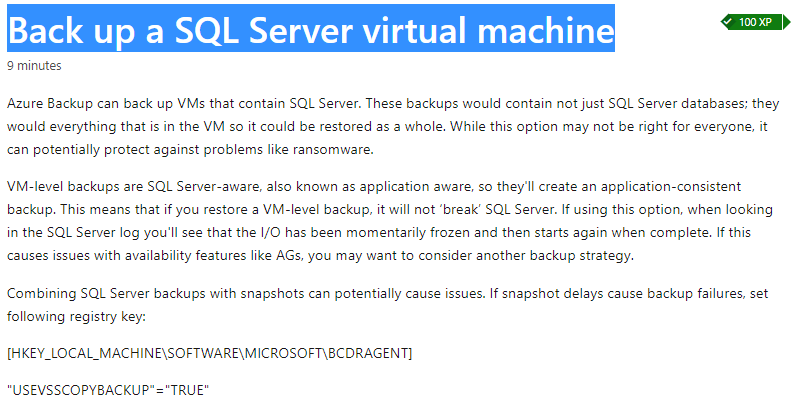 Back up a SQL Server virtual machine
100 XP
9 minutes
Azure Backup can back up VMs that contain SQL Server. These backups would contain not just SQL Server databases; they
would everything that is in the VM so it could be restored as a whole. While this option may not be right for everyone, it
can potentially protect against problems like ransomware.
VM-level backups are SQL Server-aware, also known as application aware, so they'll create an application-consistent
backup. This means that if you restore a VM-level backup, it will not ‘break’ SQL Server. If using this option, when looking
in the SQL Server log you'll see that the I/O has been momentarily frozen and then starts again when complete. If this
causes issues with availability features like AGs, you may want to consider another backup strategy.
Combining SQL Server backups with snapshots can potentially cause issues. If snapshot delays cause backup failures, set
following registry key:
[HKEY_LOCAL_MACHINE\SOFTWARE\MICROSOFT\BCDRAGENT]
"USEVSSCOPYBACKUP"="TRUE"